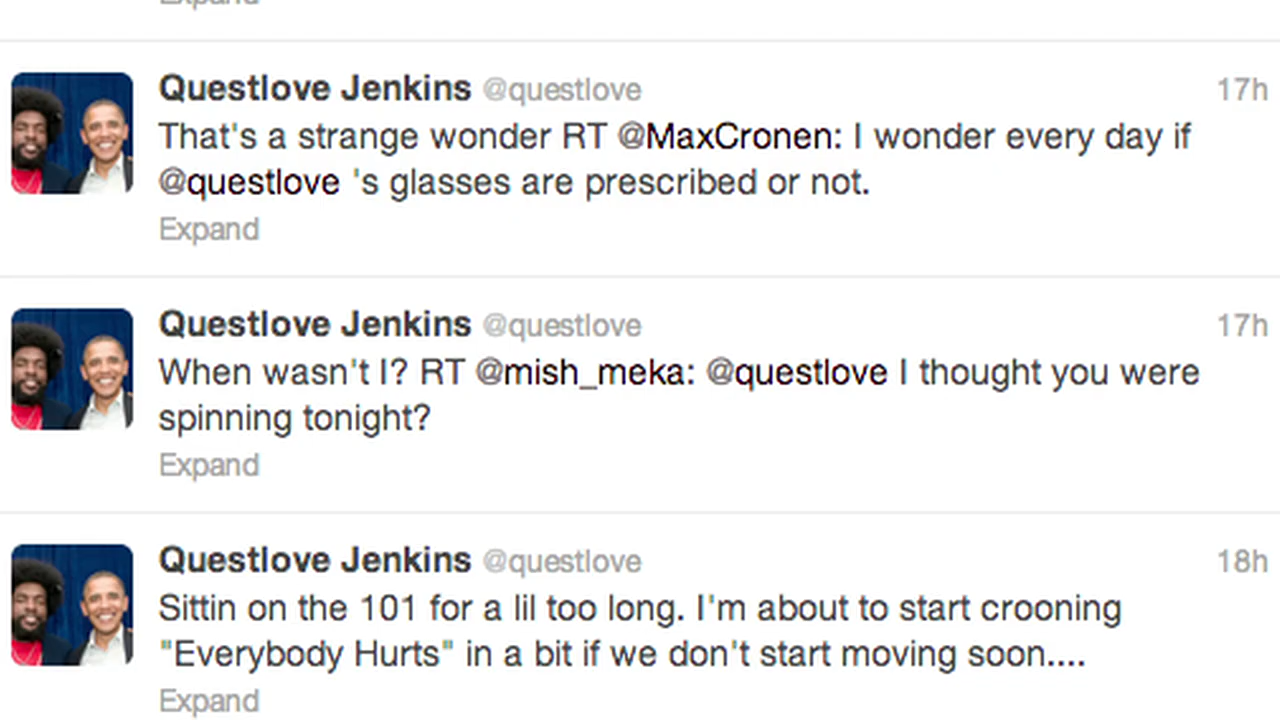 Expand
Questlove Jenkins @questlove 17h
That's a strange wonder RT @MaxCronen: I wonder every day if
@questlove 's glasses are prescribed or not.
Expand
Questlove Jenkins @questlove 17h
When wasn't I? RT @mish_meka: @questlove I thought you were
spinning tonight?
Expand
Questlove Jenkins @questlove 18h
Sittin on the 101 for a lil too long. I'm about to start crooning
"Everybody Hurts" in a bit if we don't start moving soon....
Expand